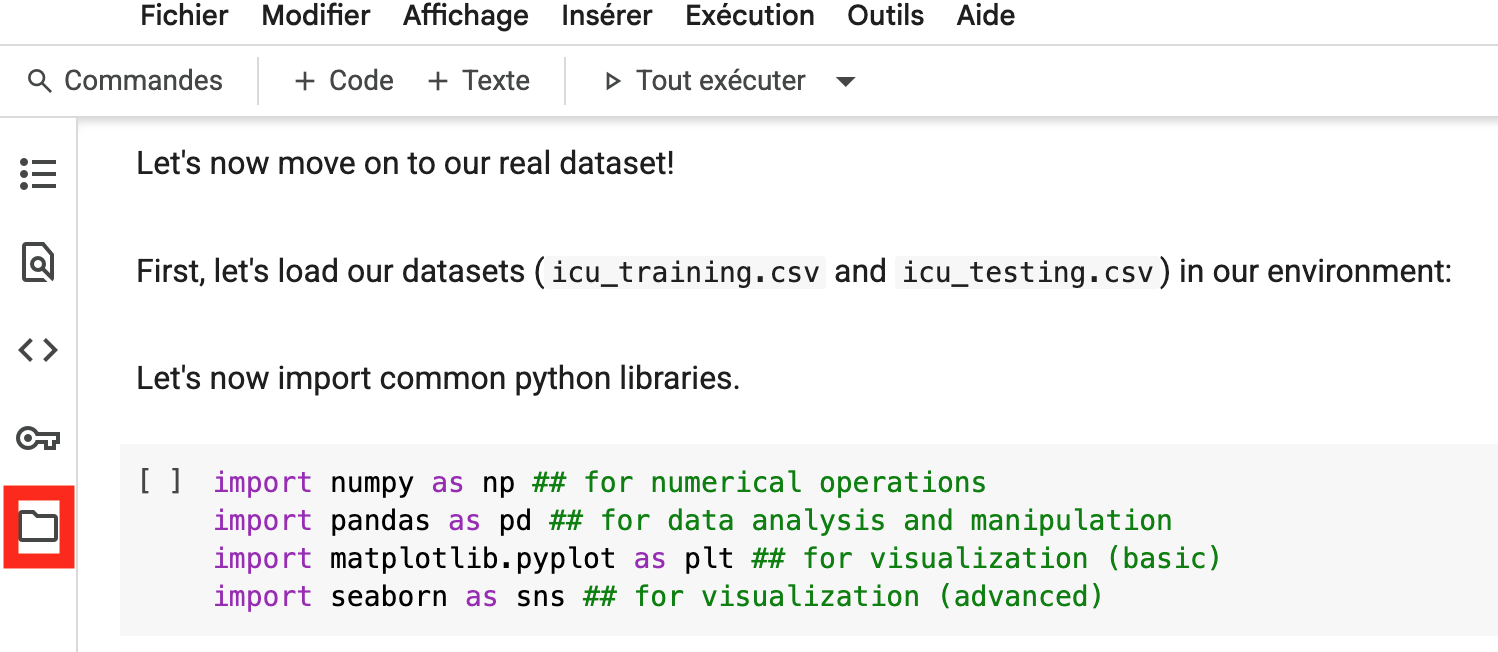 Fichier Modifier Affichage Insérer Exécution Outils Aide
Commandes + Code + Texte Tout exécuter
Let's now move on to our real dataset!
First, let's load our datasets (icu_training.csv and icu_testing.csv) in our environment:
Let's now import common python libraries.
[ ] import numpy as np ## for numerical operations
import pandas as pd ## for data analysis and manipulation
import matplotlib.pyplot as plt ## for visualization (basic)
import seaborn as sns ## for visualization (advanced)